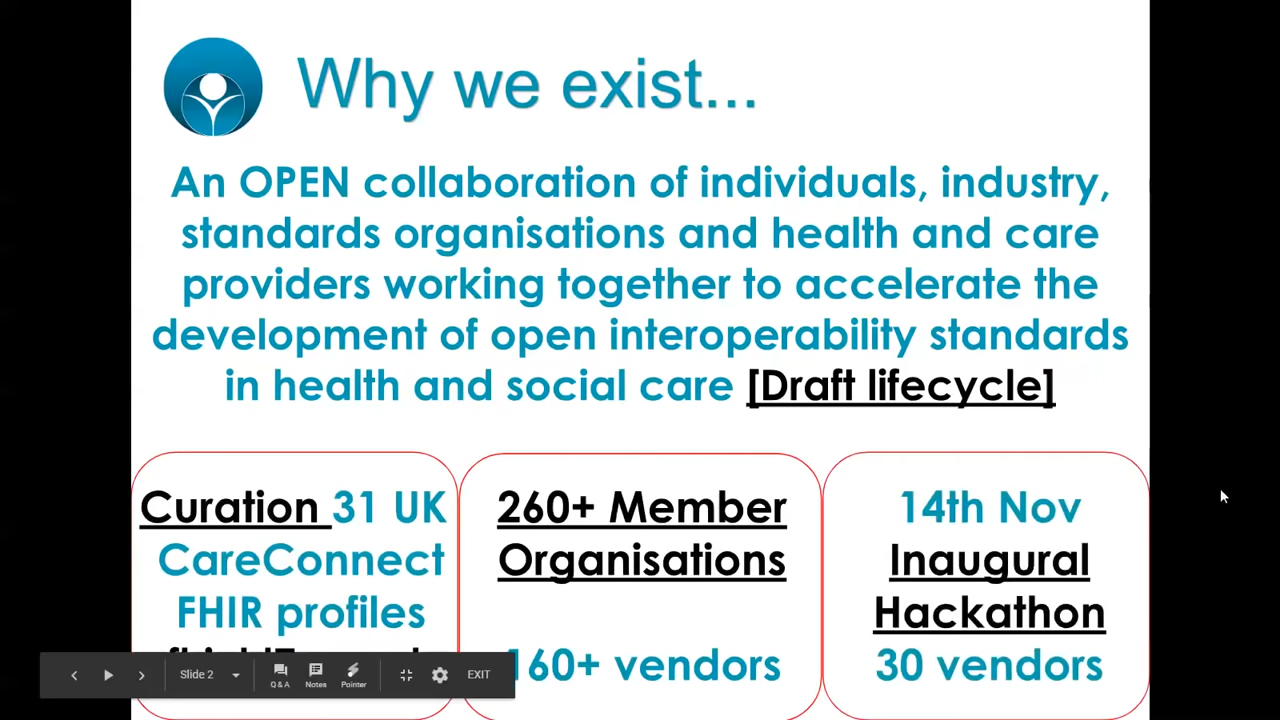 Why we exist...
An OPEN collaboration of individuals, industry,
standards organisations and health and care
providers working together to accelerate the
development of open interoperability standards
in health and social care [Draft lifecycle]
Curation 31 UK
CareConnect
FHIR profiles
260+ Member
Organisations
160+ vendors
14th Nov
Inaugural
Hackathon
30 vendors
Slide 2
Q & A
Notes
Pointer
EXIT